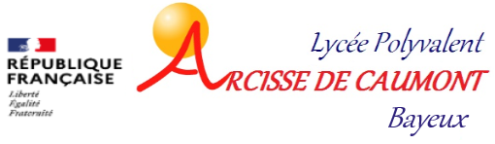 RÉPUBLIQUE
FRANÇAISE
Liberté
Égalité
Fraternité
Lycée Polyvalent
ARCISSE DE CAUMONT
Bayeux